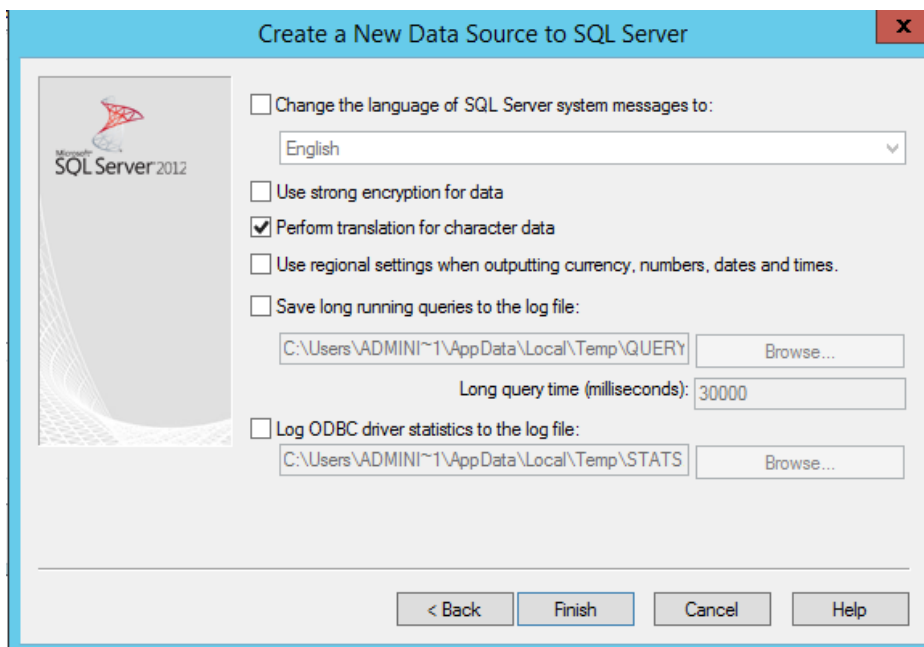 Create a New Data Source to SQL Server
x
Microsoft
SQL Server 2012
Change the language of SQL Server system messages to:
English
Use strong encryption for data
Perform translation for character data
Use regional settings when outputting currency, numbers, dates and times.
Save long running queries to the log file:
C:\Users\ADMINI~1\AppData\Local\Temp\QUERY
Browse...
Long query time (milliseconds):
30000
Log ODBC driver statistics to the log file:
C:\Users\ADMINI~1\AppData\Local\Temp\STATS
Browse...
< Back
Finish
Cancel
Help